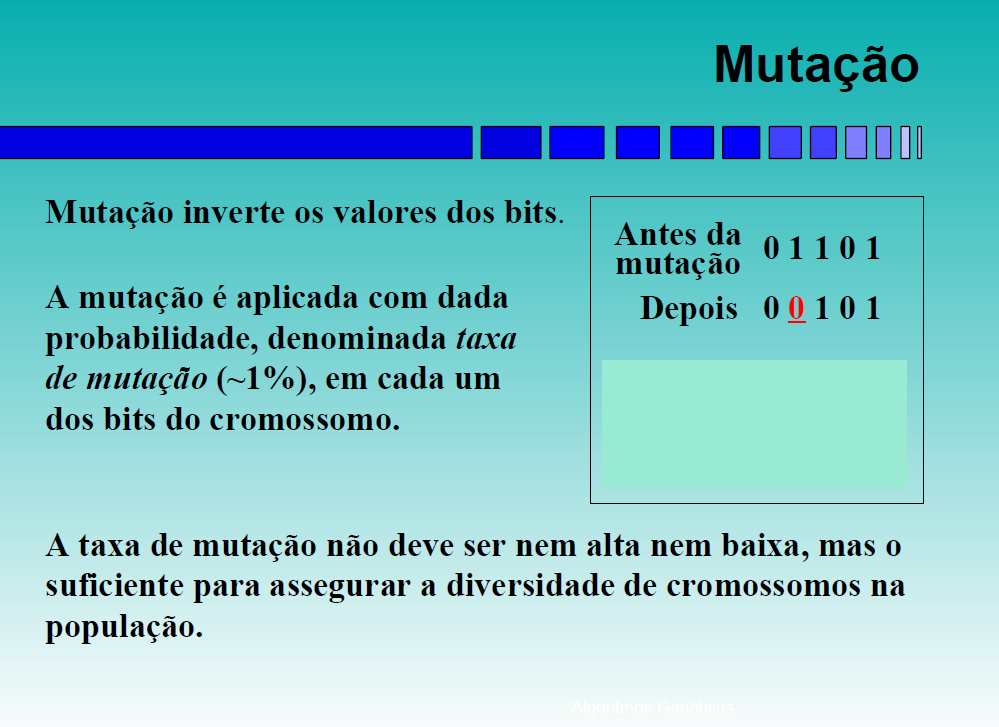 Mutação
Mutação inverte os valores dos bits.
A mutação é aplicada com dada
probabilidade, denominada taxa
de mutação (~1%), em cada um
dos bits do cromossomo.
Antes da
mutação 0 1 1 0 1
Depois 0 0 1 0 1
A taxa de mutação não deve ser nem alta nem baixa, mas o
suficiente para assegurar a diversidade de cromossomos na
população.
Algoritmos Genéticos